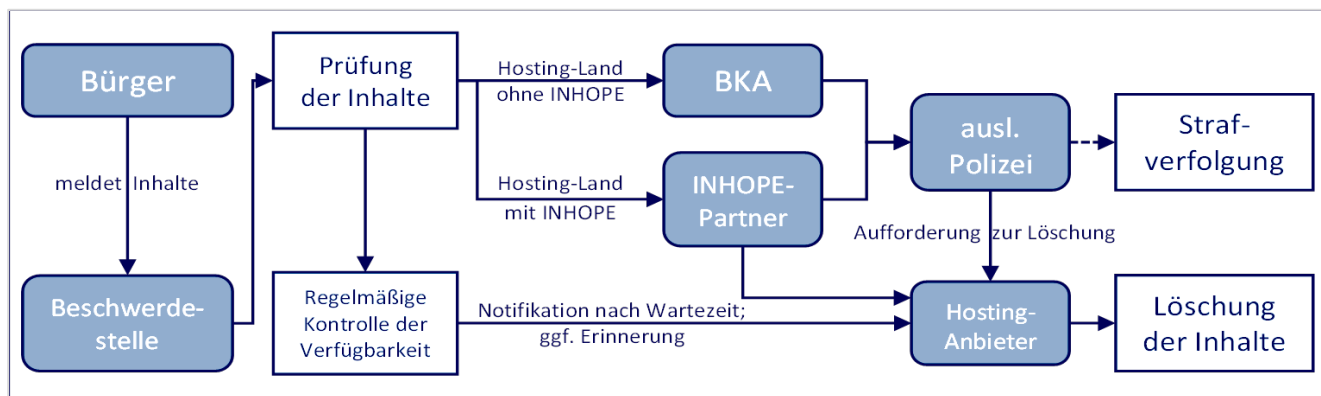 Bürger
meldet Inhalte
Beschwerde-
stelle
Prüfung
der Inhalte
Regelmäßige
Kontrolle der
Verfügbarkeit
Hosting-Land
ohne INHOPE
Hosting-Land
mit INHOPE
BKA
INHOPE-
Partner
Notifikation nach Wartezeit;
ggf. Erinnerung
ausl.
Polizei
Aufforderung zur Löschung
Hosting-
Anbieter
Straf-
verfolgung
Löschung
der Inhalte